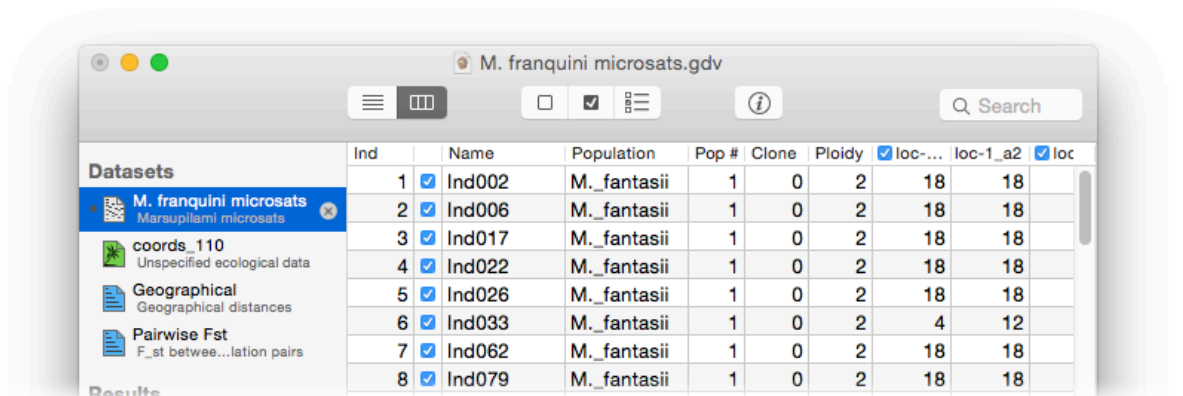 M. franquini microsats.gdv
Search
Datasets
M. franquini microsats
Marsupilami microsats
coords_110
Unspecified ecological data
Geographical
Geographical distances
Pairwise Fst
F_st betwee...lation pairs
Results
Ind Name Population Pop # Clone Ploidy loc-... loc-1_a2 loc
1 Ind002 M._fantasii 1 0 2 18 18
2 Ind006 M._fantasii 1 0 2 18 18
3 Ind017 M._fantasii 1 0 2 18 18
4 Ind022 M._fantasii 1 0 2 18 18
5 Ind026 M._fantasii 1 0 2 18 18
6 Ind033 M._fantasii 1 0 2 4 12
7 Ind062 M._fantasii 1 0 2 18 18
8 Ind079 M._fantasii 1 0 2 18 18